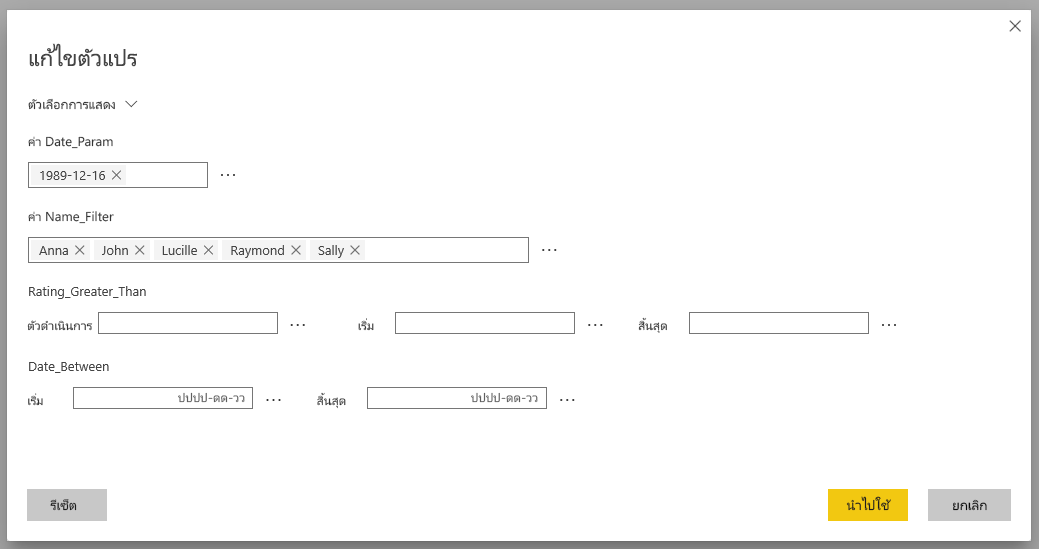 แก้ไขตัวแปร
ตัวเลือกการแสดง
ค่า Date_Param
1989-12-16
ค่า Name_Filter
Anna John Lucille Raymond Sally
Rating_Greater_Than
ตัวดำเนินการ เริ่ม สิ้นสุด
Date_Between
เริ่ม ปปปป-ดด-วว สิ้นสุด ปปปป-ดด-วว
รีเซ็ต นำไปใช้ ยกเลิก